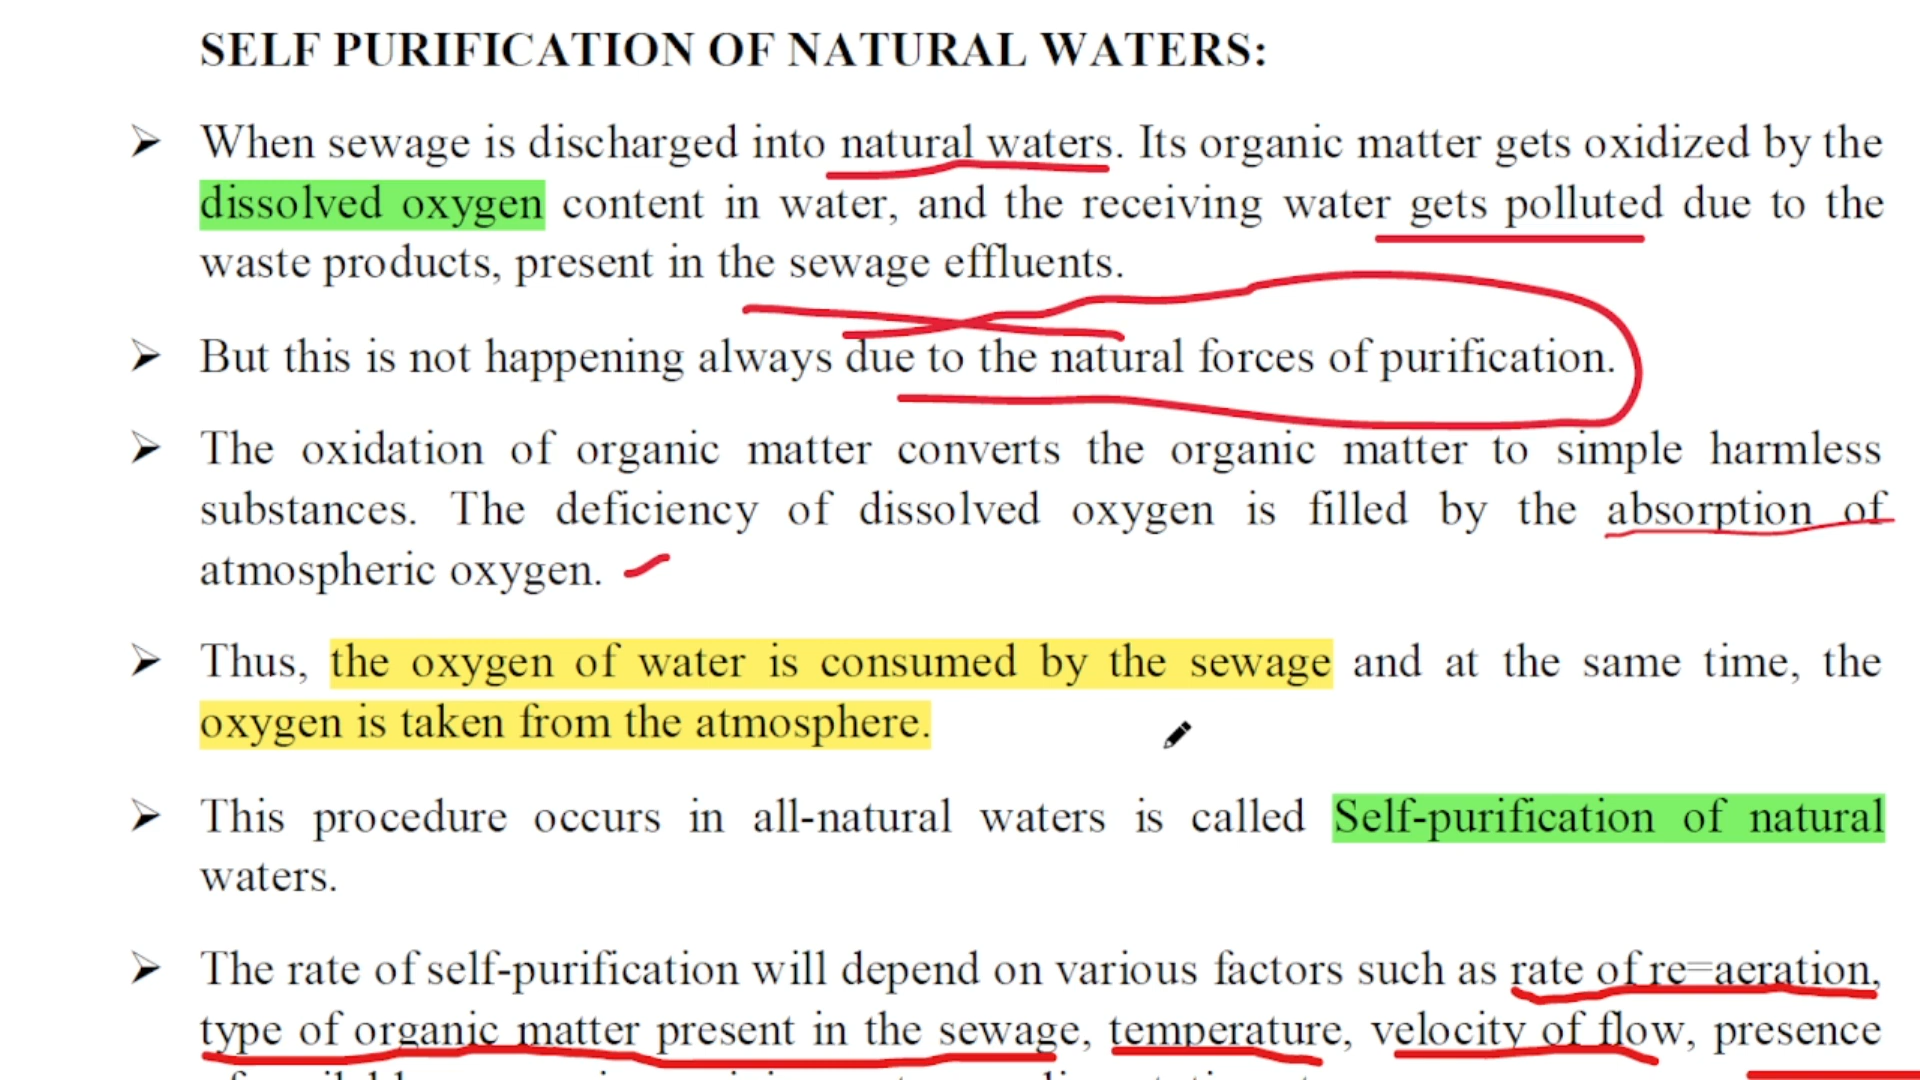 SELF PURIFICATION OF NATURAL WATERS:
➢ When sewage is discharged into natural waters. Its organic matter gets oxidized by the
dissolved oxygen content in water, and the receiving water gets polluted due to the
waste products, present in the sewage effluents.
➢ But this is not happening always due to the natural forces of purification.
➢ The oxidation of organic matter converts the organic matter to simple harmless
substances. The deficiency of dissolved oxygen is filled by the absorption of
atmospheric oxygen.
➢ Thus, the oxygen of water is consumed by the sewage and at the same time, the
oxygen is taken from the atmosphere.
➢ This procedure occurs in all-natural waters is called Self-purification of natural
waters.
➢ The rate of self-purification will depend on various factors such as rate of re=aeration,
type of organic matter present in the sewage, temperature, velocity of flow, presence